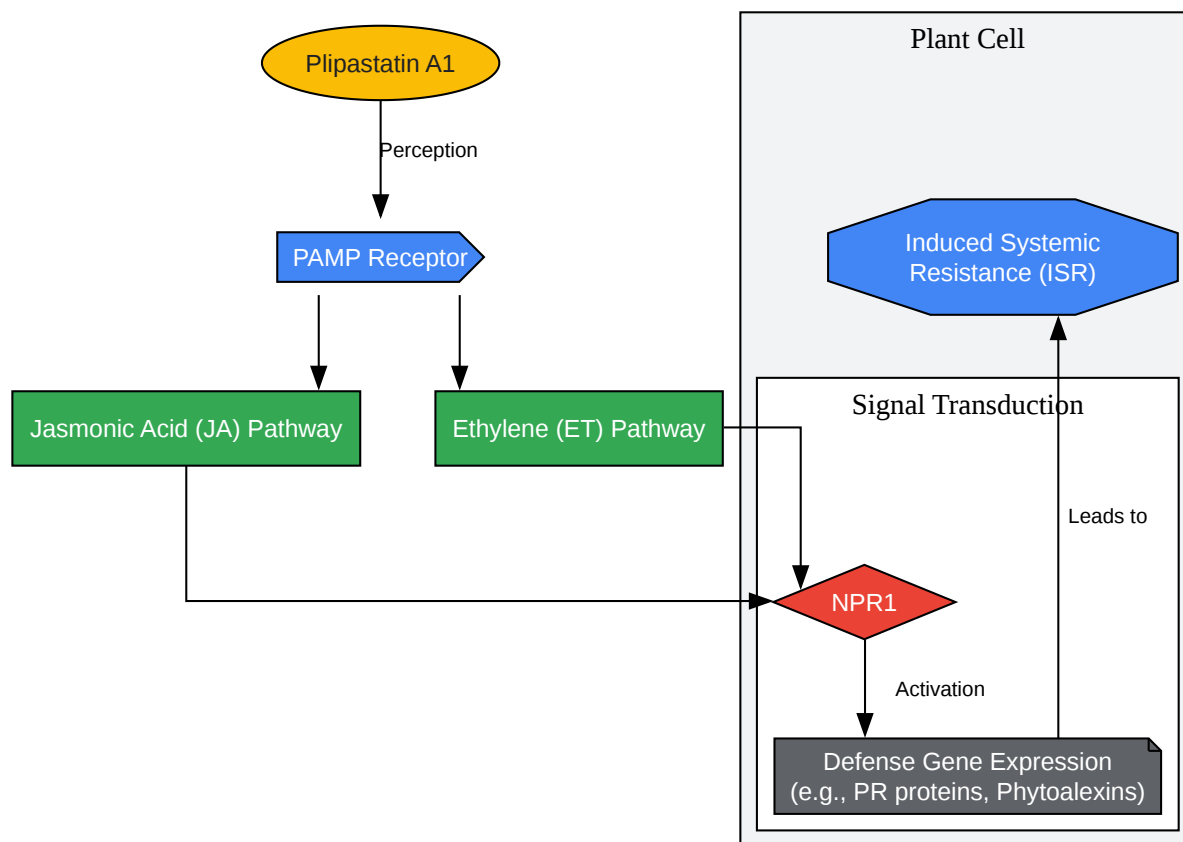 Plant Cell
Plipastatin A1
Perception
PAMP Receptor
Induced Systemic
Resistance (ISR)
Signal Transduction
Jasmonic Acid (JA) Pathway
Ethylene (ET) Pathway
Leads to
NPR1
Activation
Defense Gene Expression
(e.g., PR proteins, Phytoalexins)